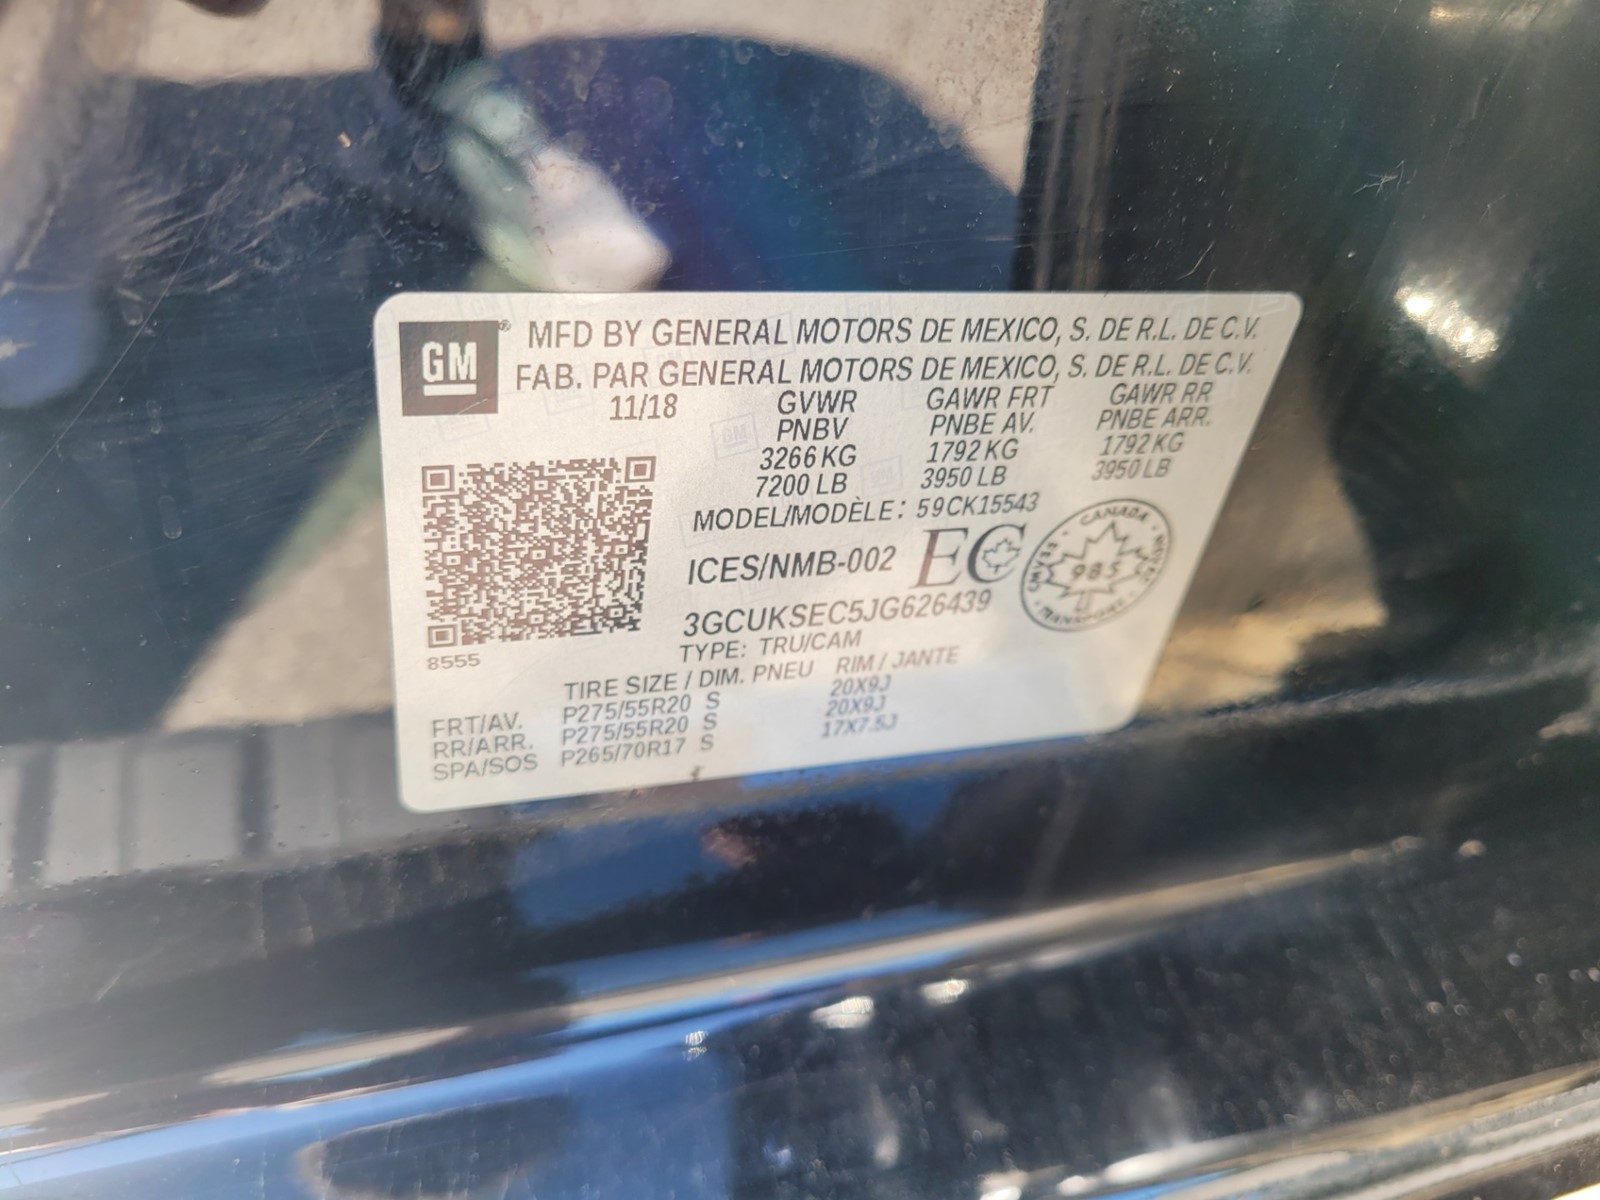 GM® MFD BY GENERAL MOTORS DE MEXICO, S. DE R.L. DE C.V.
FAB. PAR GENERAL MOTORS DE MEXICO, S. DE R.L. DE C.V.
11/18 GVWR GAWR FRT GAWR RR
PNBV PNBE AV. PNBE ARR.
3266 KG 1792 KG 1792 KG
7200 LB 3950 LB 3950 LB
MODEL/MODÈLE: 59CK15543
ICES/NMB-002 EC
CANADA
985
TRANSPORT
3GCUKSEC5JG626439
TYPE: TRU/CAM
8555
TIRE SIZE / DIM. PNEU RIM / JANTE
FRT/AV. P275/55R20 S 20X9J
RR/ARR. P275/55R20 S 20X9J
SPA/SOS P265/70R17 S 17X7.5J